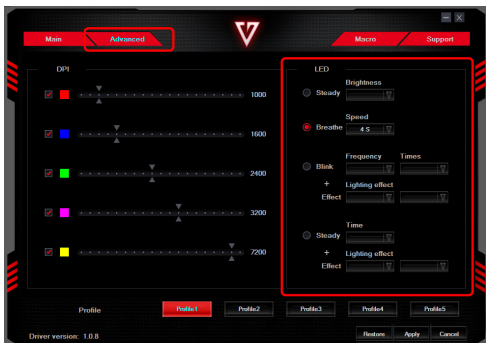 Main Advanced Macro Support
DPI
1000
1600
2400
3200
7200
LED
Brightness
Steady
Speed
Breathe 4 S
Frequency Times
Blink
+ Lighting effect
Effect
Time
Steady
+ Lighting effect
Effect
Profile Profile1 Profile2 Profile3 Profile4 Profile5
Driver version: 1.0.8 Restore Apply Cancel